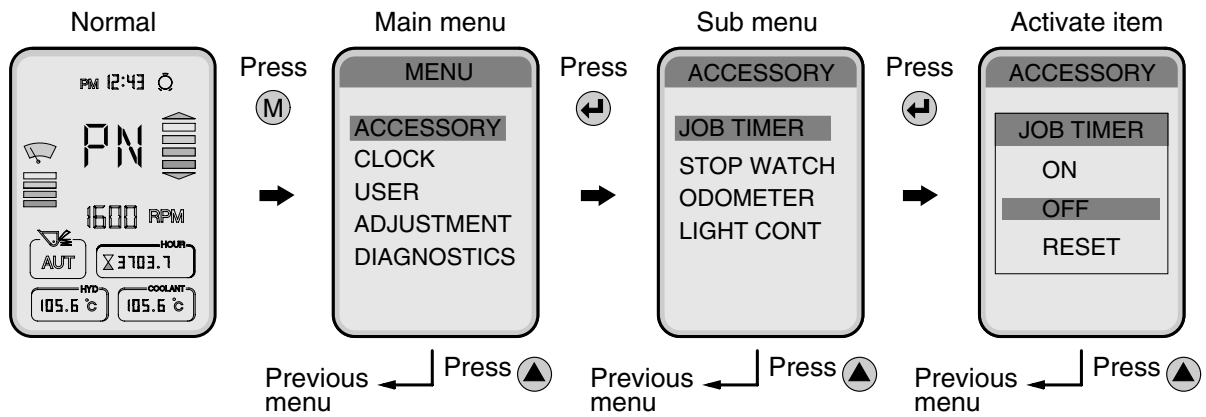 Normal
PM 12:43
PN
1600 RPM
AUT
HOUR
3703.7
HYD
105.6 ℃
COOLANT
105.6 ℃
Press
M
Main menu
MENU
ACCESSORY
CLOCK
USER
ADJUSTMENT
DIAGNOSTICS
Press
Previous
menu
Press
Sub menu
ACCESSORY
JOB TIMER
STOP WATCH
ODOMETER
LIGHT CONT
Press
Previous
menu
Press
Activate item
ACCESSORY
JOB TIMER
ON
OFF
RESET
Press
Previous
menu